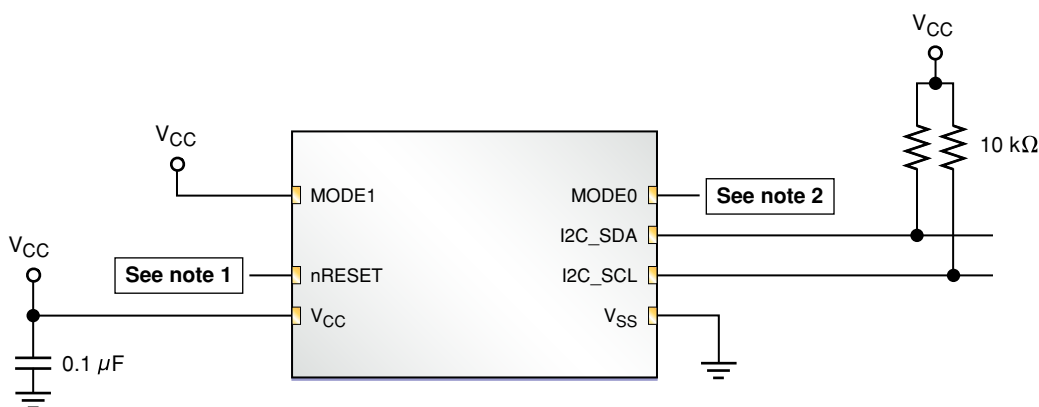 VCC
10 kΩ
VCC
MODE1
MODE0
See note 2
I2C_SDA
VCC
See note 1
nRESET
I2C_SCL
VCC
VSS
0.1 µF